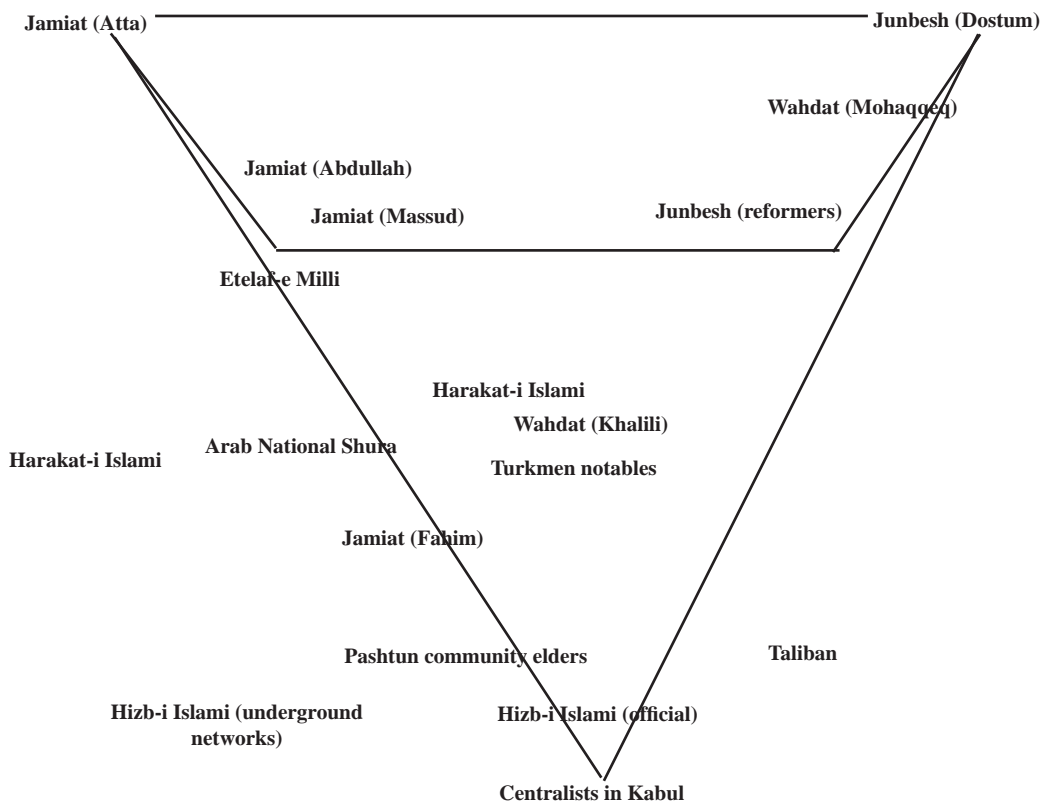 Jamiat (Atta)
Junbesh (Dostum)
Wahdat (Mohaqqeq)
Jamiat (Abdullah)
Jamiat (Massud)
Junbesh (reformers)
Etelaf-e Milli
Harakat-i Islami
Wahdat (Khalili)
Arab National Shura
Harakat-i Islami
Turkmen notables
Jamiat (Fahim)
Pashtun community elders
Taliban
Hizb-i Islami (underground
networks)
Hizb-i Islami (official)
Centralists in Kabul